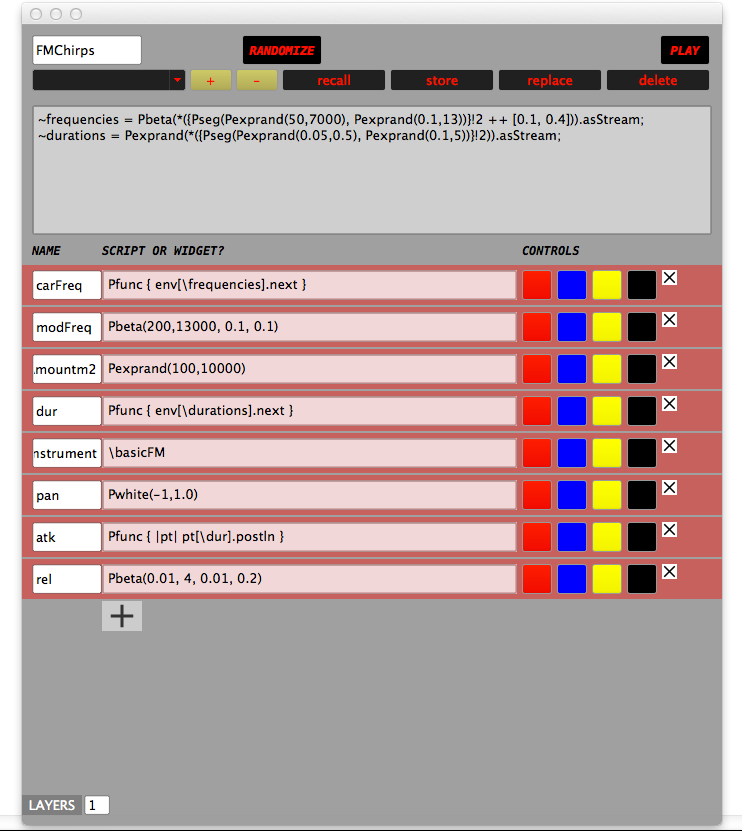 FMChirps
RANDOMIZE
PLAY
+ - recall store replace delete
~frequencies = Pbeta(*({Pseg(Pexprand(50,7000), Pexprand(0.1,13))}!2 ++ [0.1, 0.4])).asStream;
~durations = Pexprand(*({Pseg(Pexprand(0.05,0.5), Pexprand(0.1,5))}!2)).asStream;
NAME SCRIPT OR WIDGET? CONTROLS
carFreq Pfunc { env[\frequencies].next }
modFreq Pbeta(200,13000, 0.1, 0.1)
.mountm2 Pexprand(100,10000)
dur Pfunc { env[\durations].next }
nstrument \basicFM
pan Pwhite(-1,1.0)
atk Pfunc { |pt| pt[\dur].postln }
rel Pbeta(0.01, 4, 0.01, 0.2)
+
LAYERS 1